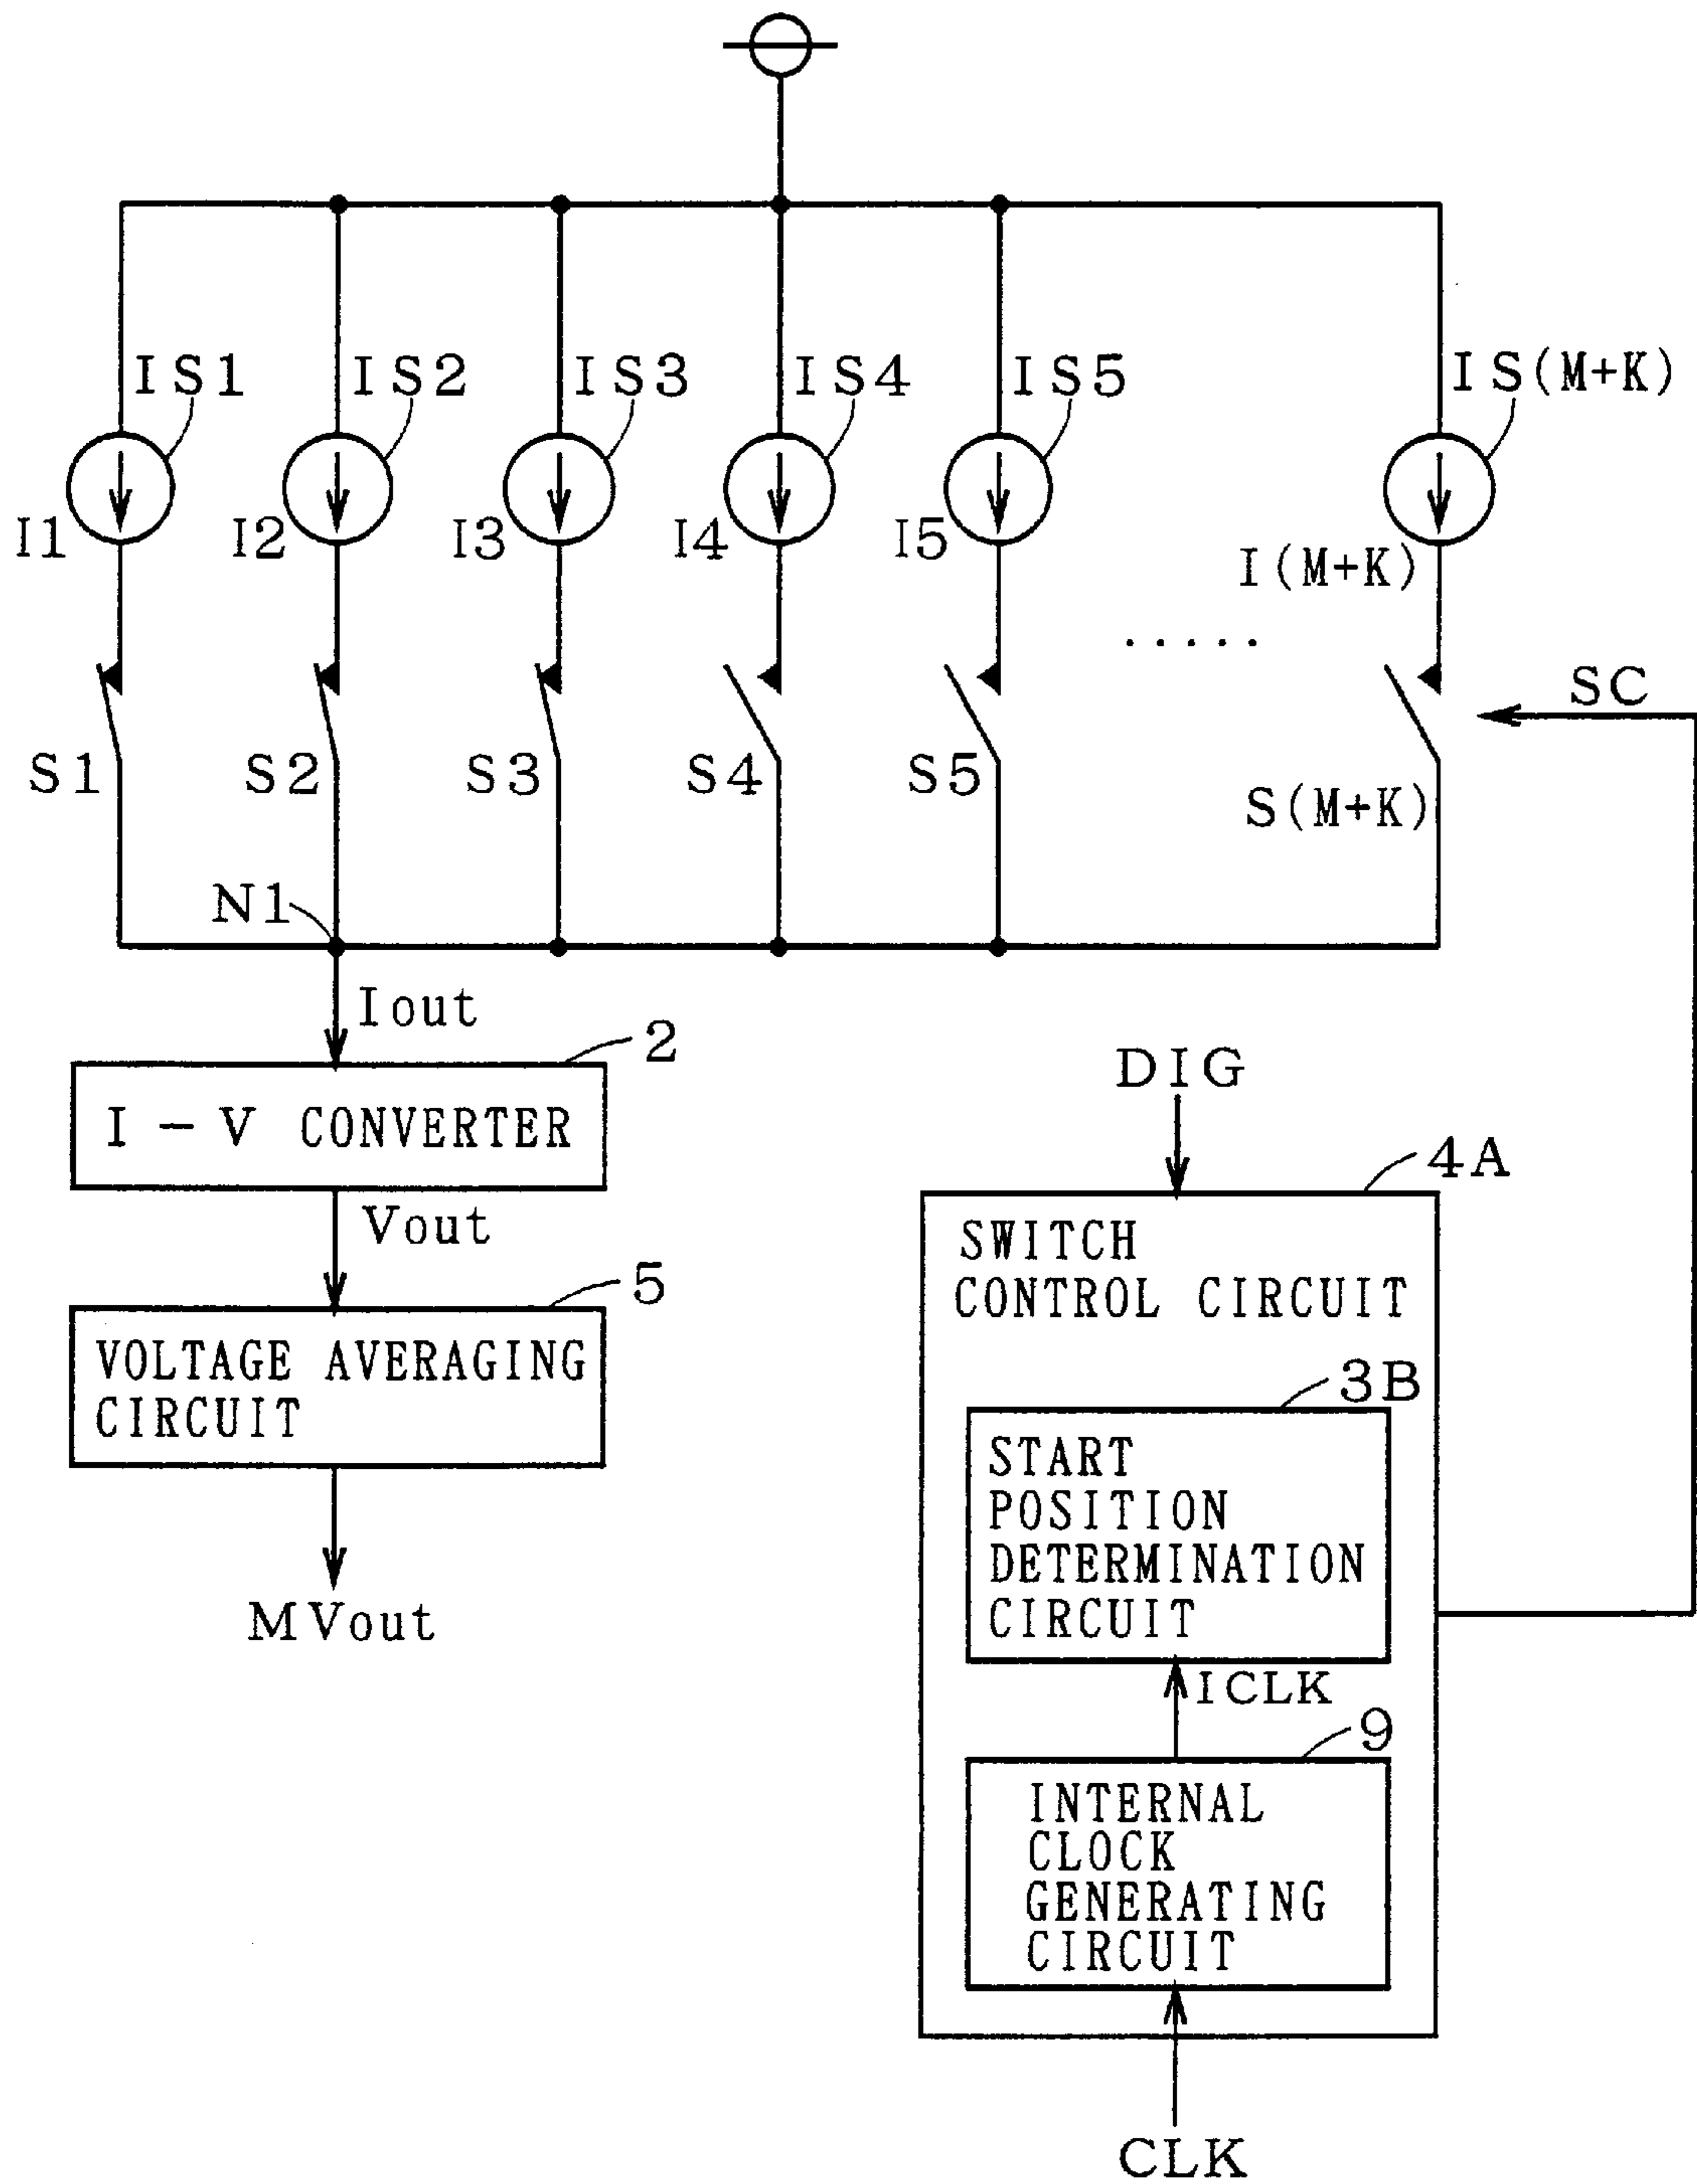 IS1 IS2 IS3 IS4 IS5 IS(M+K)
I1 I2 I3 I4 I5 I(M+K)
.....
SC
S1 S2 S3 S4 S5 S(M+K)
N1
Iout
2
I-V CONVERTER
Vout
5
VOLTAGE AVERAGING
CIRCUIT
MVout
DIG
4A
SWITCH
CONTROL CIRCUIT
3B
START
POSITION
DETERMINATION
CIRCUIT
ICLK
9
INTERNAL
CLOCK
GENERATING
CIRCUIT
CLK